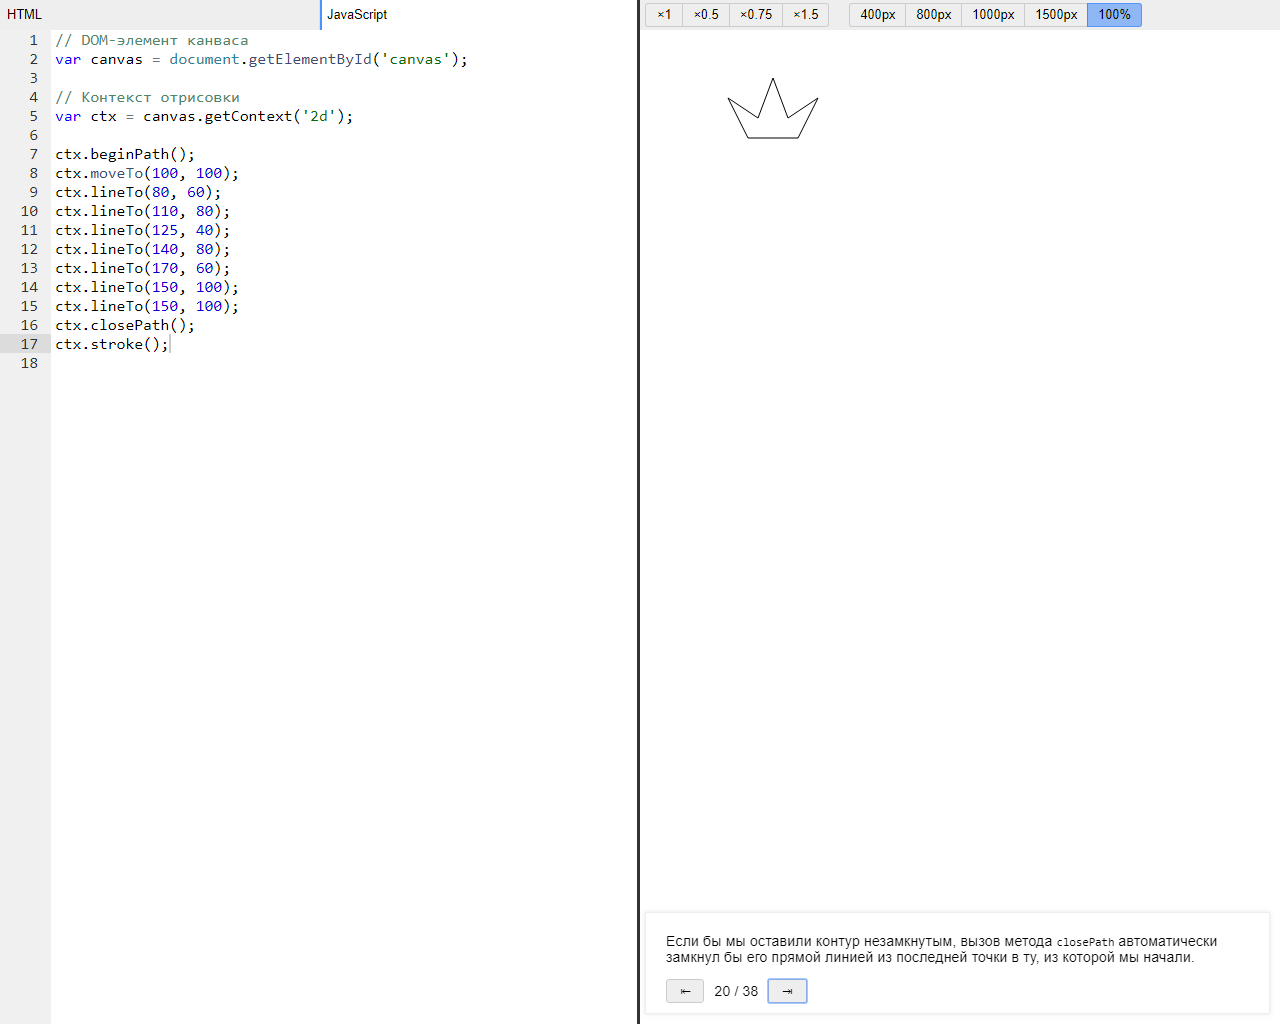 HTML
JavaScript
×1 ×0.5 ×0.75 ×1.5 400px 800px 1000px 1500px 100%
1 // DOM-элемент канваса
2 var canvas = document.getElementById('canvas');
3
4 // Контекст отрисовки
5 var ctx = canvas.getContext('2d');
6
7 ctx.beginPath();
8 ctx.moveTo(100, 100);
9 ctx.lineTo(80, 60);
10 ctx.lineTo(110, 80);
11 ctx.lineTo(125, 40);
12 ctx.lineTo(140, 80);
13 ctx.lineTo(170, 60);
14 ctx.lineTo(150, 100);
15 ctx.lineTo(150, 100);
16 ctx.closePath();
17 ctx.stroke();
18
Если бы мы оставили контур незамкнутым, вызов метода closePath автоматически
замкнул бы его прямой линией из последней точки в ту, из которой мы начали.
⇤ 20 / 38 ⇥